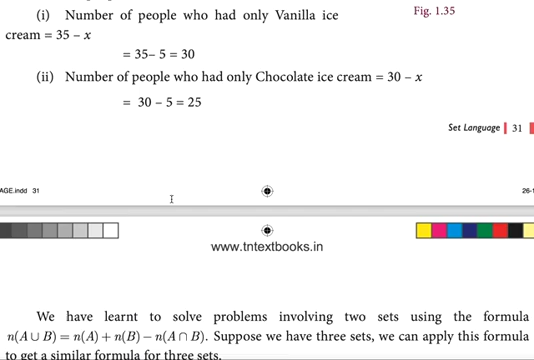 (i) Number of people who had only Vanilla ice
Fig. 1.35
cream = 35 – x
= 35– 5 = 30
(ii) Number of people who had only Chocolate ice cream = 30 – x
= 30 – 5 = 25
Set Language 31
AGE.indd 31
26-1
www.tntextbooks.in
We have learnt to solve problems involving two sets using the formula
n(A ∪ B) = n(A) + n(B) – n(A ∩ B). Suppose we have three sets, we can apply this formula
to get a similar formula for three sets.